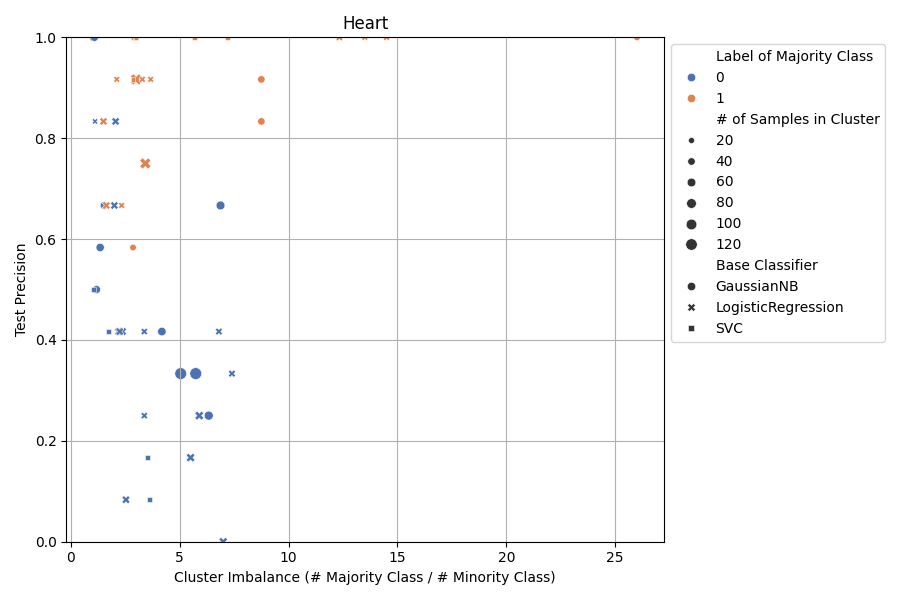 Heart
1.0
0.8
0.6
0.4
0.2
0.0
Test Precision
0
5
10
15
20
25
Cluster Imbalance (# Majority Class / # Minority Class)
Label of Majority Class
0
1
# of Samples in Cluster
20
40
60
80
100
120
Base Classifier
GaussianNB
LogisticRegression
SVC